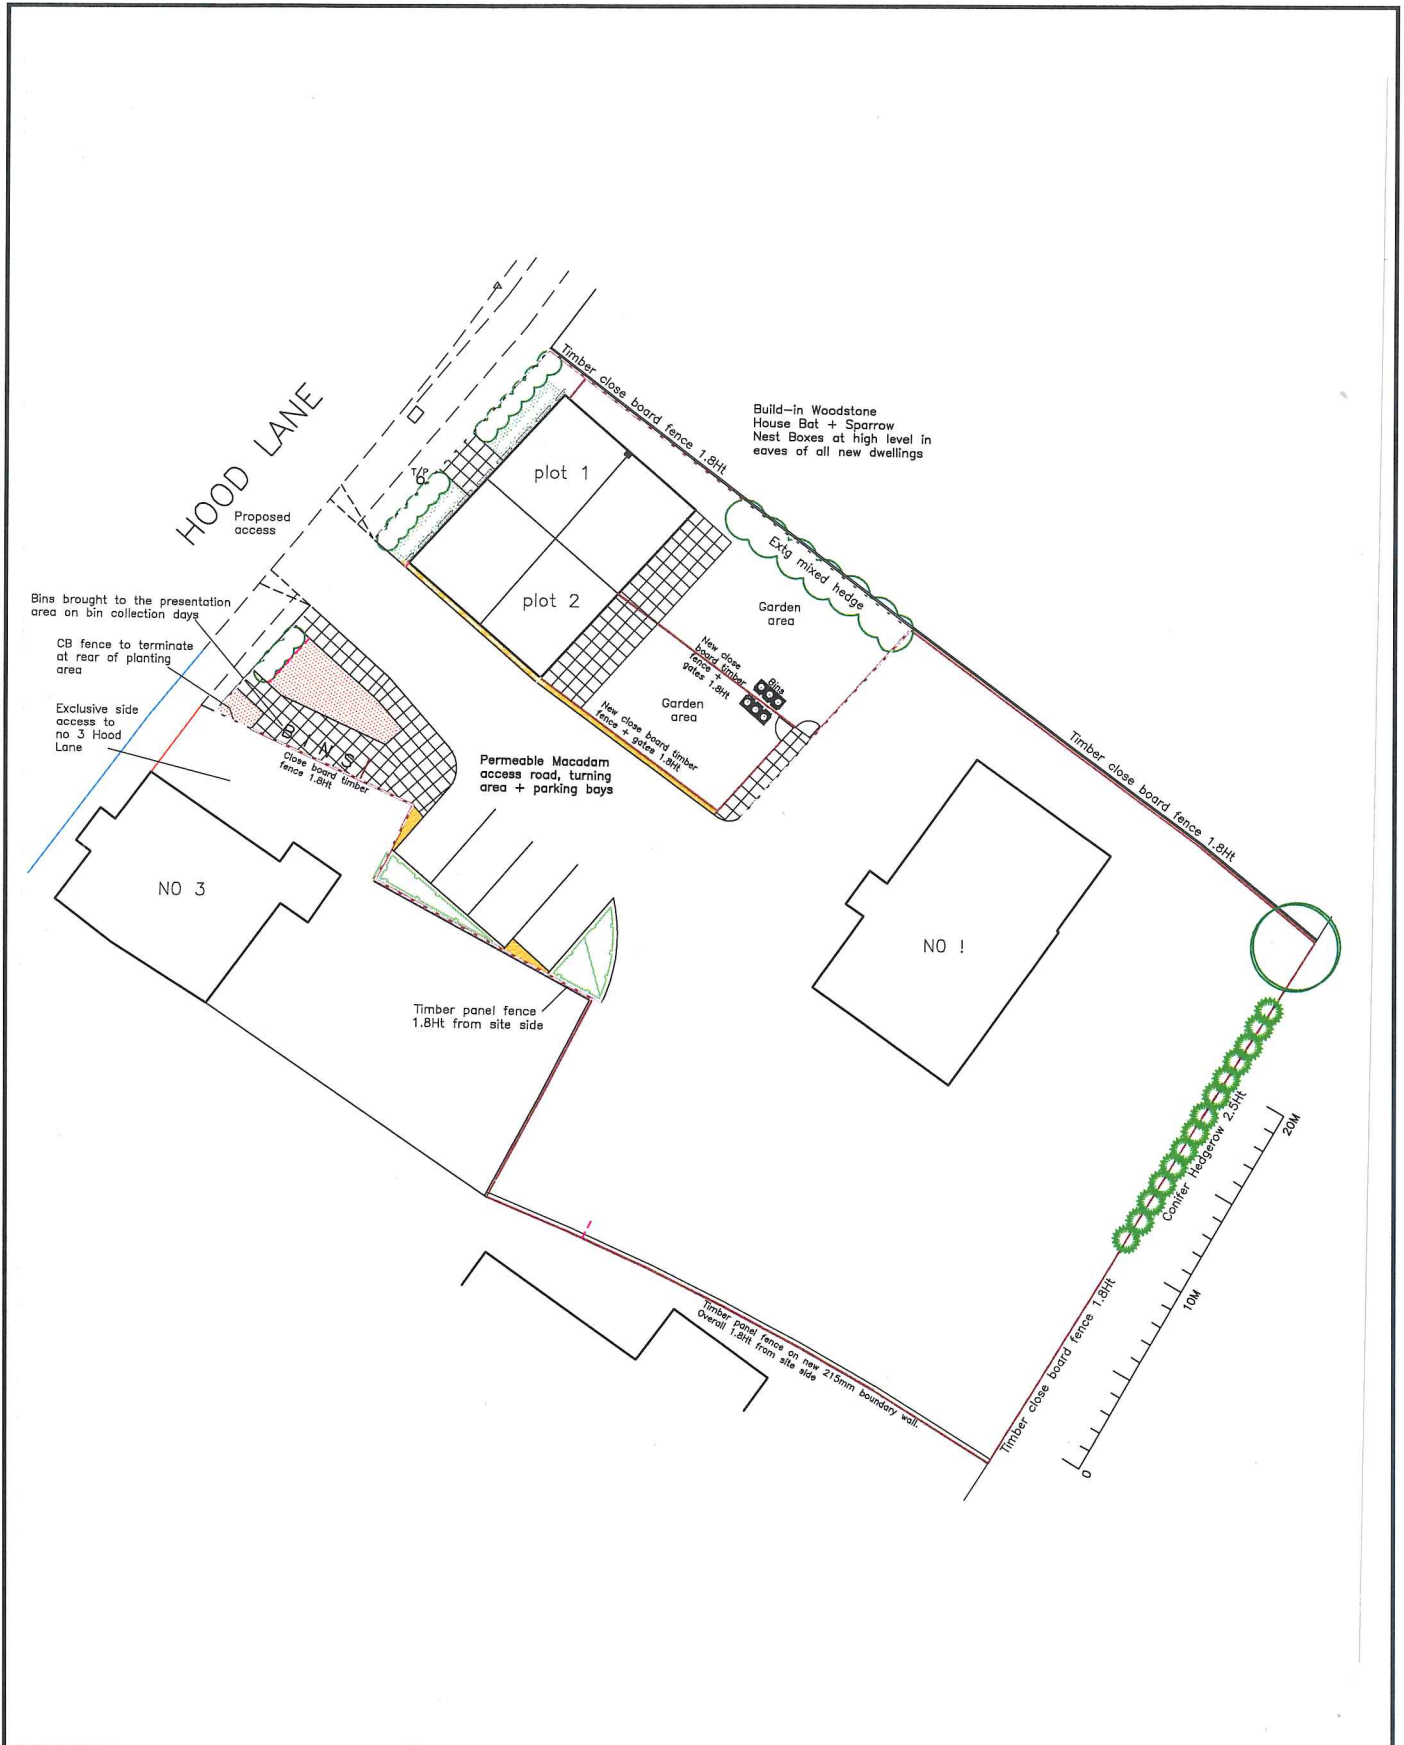 Timber close board fence 1.8Ht
HOOD LANE
Build-in Woodstone
House Bat + Sparrow
Nest Boxes at high level in
eaves of all new dwellings
plot 1
T/P
Proposed
access
Extg mixed hedge
Bins brought to the presentation
area on bin collection days
plot 2
Garden
area
CB fence to terminate
at rear of planting
area
New close
board timber
fence +
gates 1.8Ht
Bins
Exclusive side
access to
no 3 Hood
Lane
Garden
area
New close board timber
fence + gates 1.8Ht
BINS1
Close board timber
fence 1.8Ht
Permeable Macadam
access road, turning
area + parking bays
Timber close board fence 1.8Ht
NO 3
NO !
Timber panel fence
1.8Ht from site side
Conifer Hedgerow 2.5Ht
20M
10M
0
Timber close board fence 1.8Ht
Timber panel fence on new 215mm boundary wall.
Overall 1.8Ht from site side